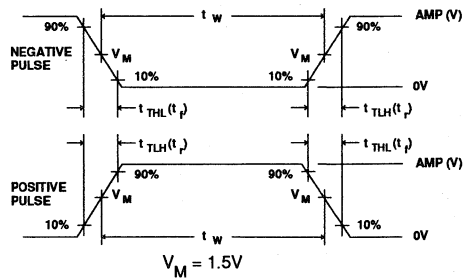 t W
90% 90% AMP (V)
NEGATIVE PULSE
V M V M
10% 10%
0V
t THL (t f) t TLH (t r)
t TLH (t r) t THL (t f)
AMP (V)
90% 90%
POSITIVE PULSE
V M V M
10% 10%
t W
0V
V M = 1.5V